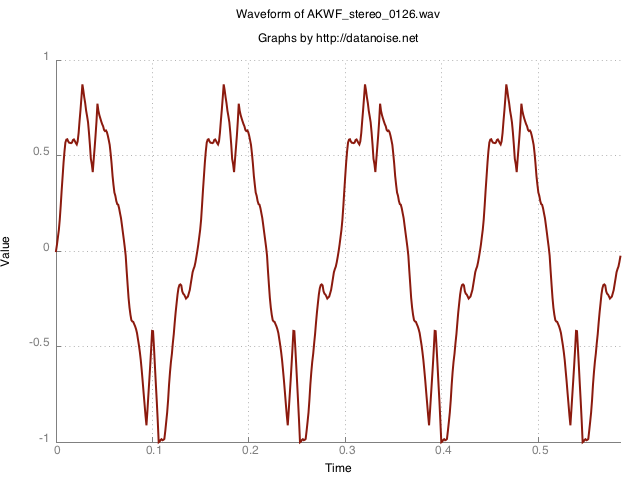 Waveform of AKWF_stereo_0126.wav
Graphs by http://datanoise.net
1
0.5
0
-0.5
-1
Value
0
0.1
0.2
0.3
0.4
0.5
Time